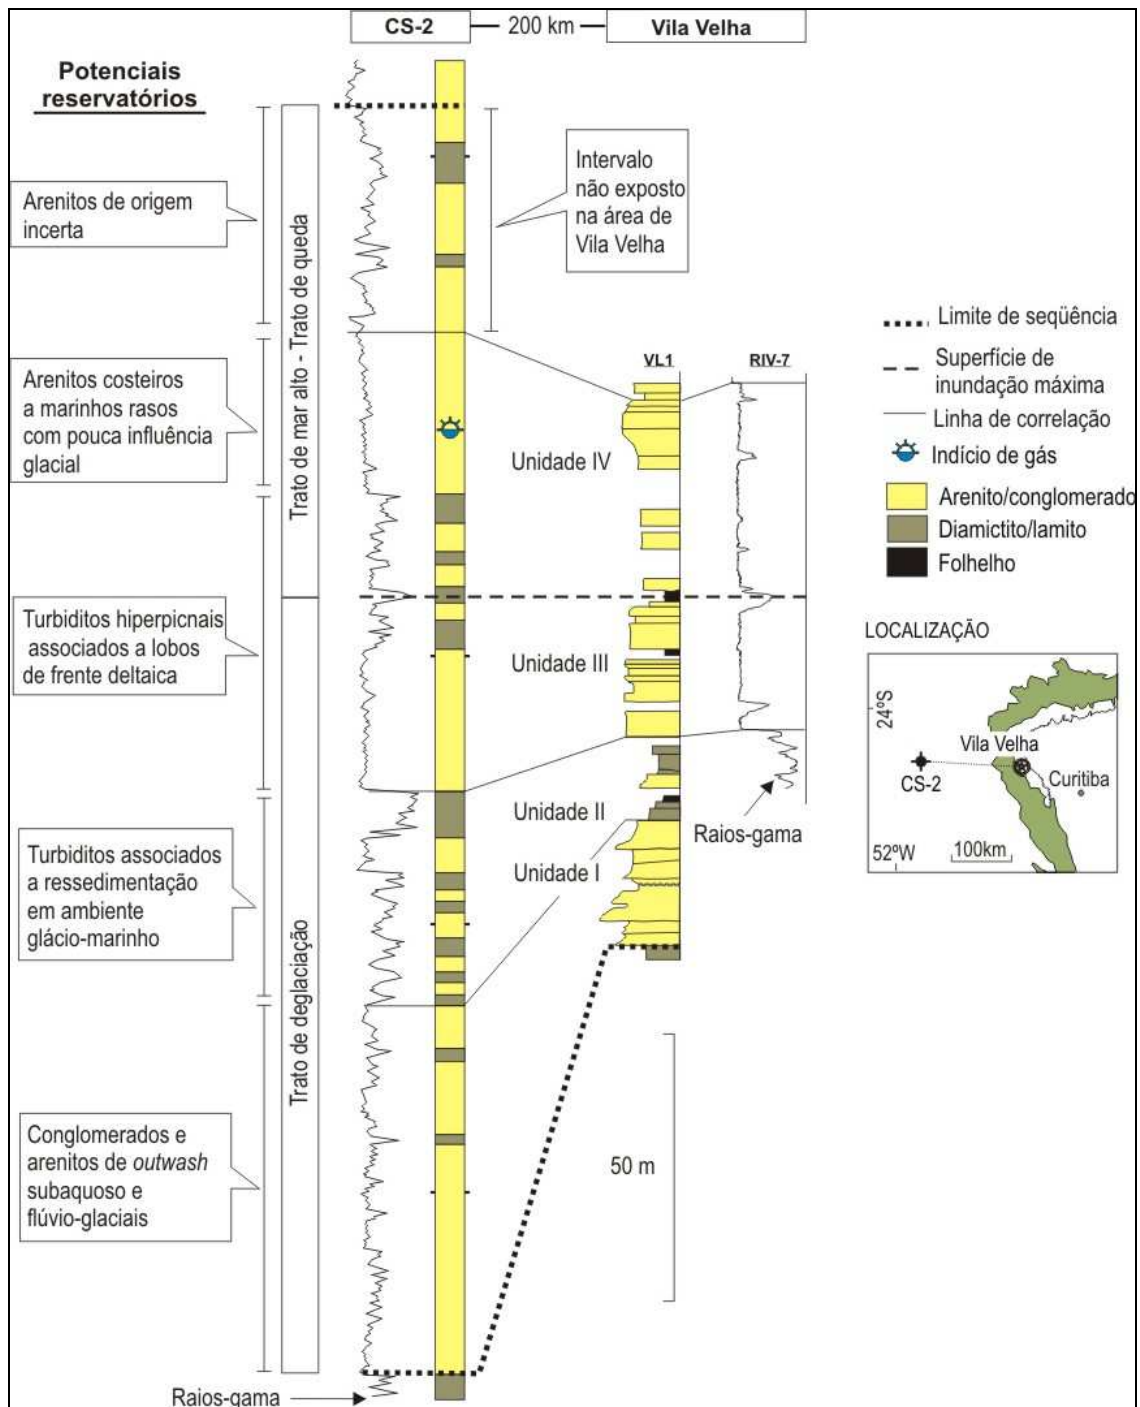 CS-2
200 km
Vila Velha
Potenciais
reservatórios
Arenitos de origem
incerta
Arenitos costeiros
a marinhos rasos
com pouca influência
glacial
Turbiditos hiperpicnais
associados a lobos
de frente deltaica
Turbiditos associados
a ressedimentação
em ambiente
glácio-marinho
Conglomerados e
arenitos de outwash
subaquoso e
flúvio-glaciais
Trato de mar alto - Trato de queda
Trato de deglaciação
Raios-gama
Intervalo
não exposto
na área de
Vila Velha
VL1
RIV-7
Unidade IV
Unidade III
Unidade II
Unidade I
Raios-gama
50 m
Limite de seqüência
Superfície de
inundação máxima
Linha de correlação
Indício de gás
Arenito/conglomerado
Diamictito/lamito
Folhelho
LOCALIZAÇÃO
24ºS
Vila Velha
CS-2
Curitiba
52ºW
100km